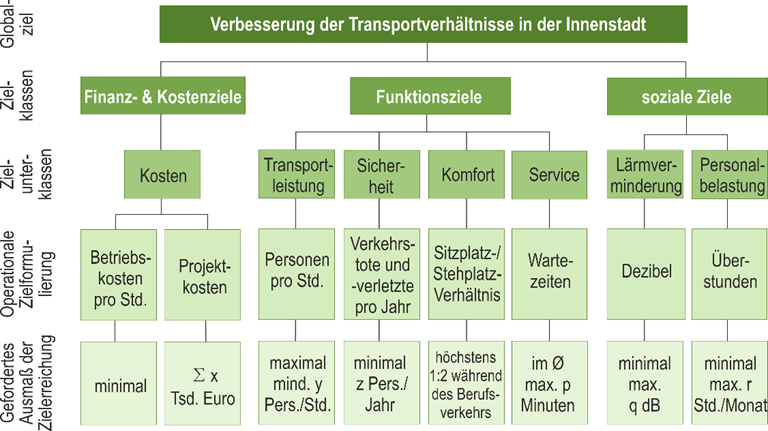 Global-
ziel
Verbesserung der Transportverhältnisse in der Innenstadt
Ziel-
klassen
Finanz- & Kostenziele
Funktionsziele
soziale Ziele
Ziel-
unter-
klassen
Kosten
Transport-
leistung
Sicher-
heit
Komfort
Service
Lärmver-
minderung
Personal-
belastung
Operationale
Zielformu-
lierung
Betriebs-
kosten
pro Std.
Projekt-
kosten
Personen
pro Std.
Verkehrs-
tote und
-verletzte
pro Jahr
Sitzplatz-/
Stehplatz-
Verhältnis
Warte-
zeiten
Dezibel
Über-
stunden
Gefordertes
Ausmaß der
Zielerreichung
minimal
Σ x
Tsd. Euro
maximal
mind. y
Pers./Std.
minimal
z Pers./
Jahr
höchstens
1:2 während
des Berufs-
verkehrs
im Ø
max. p
Minuten
minimal
max.
q dB
minimal
max. r
Std./Monat